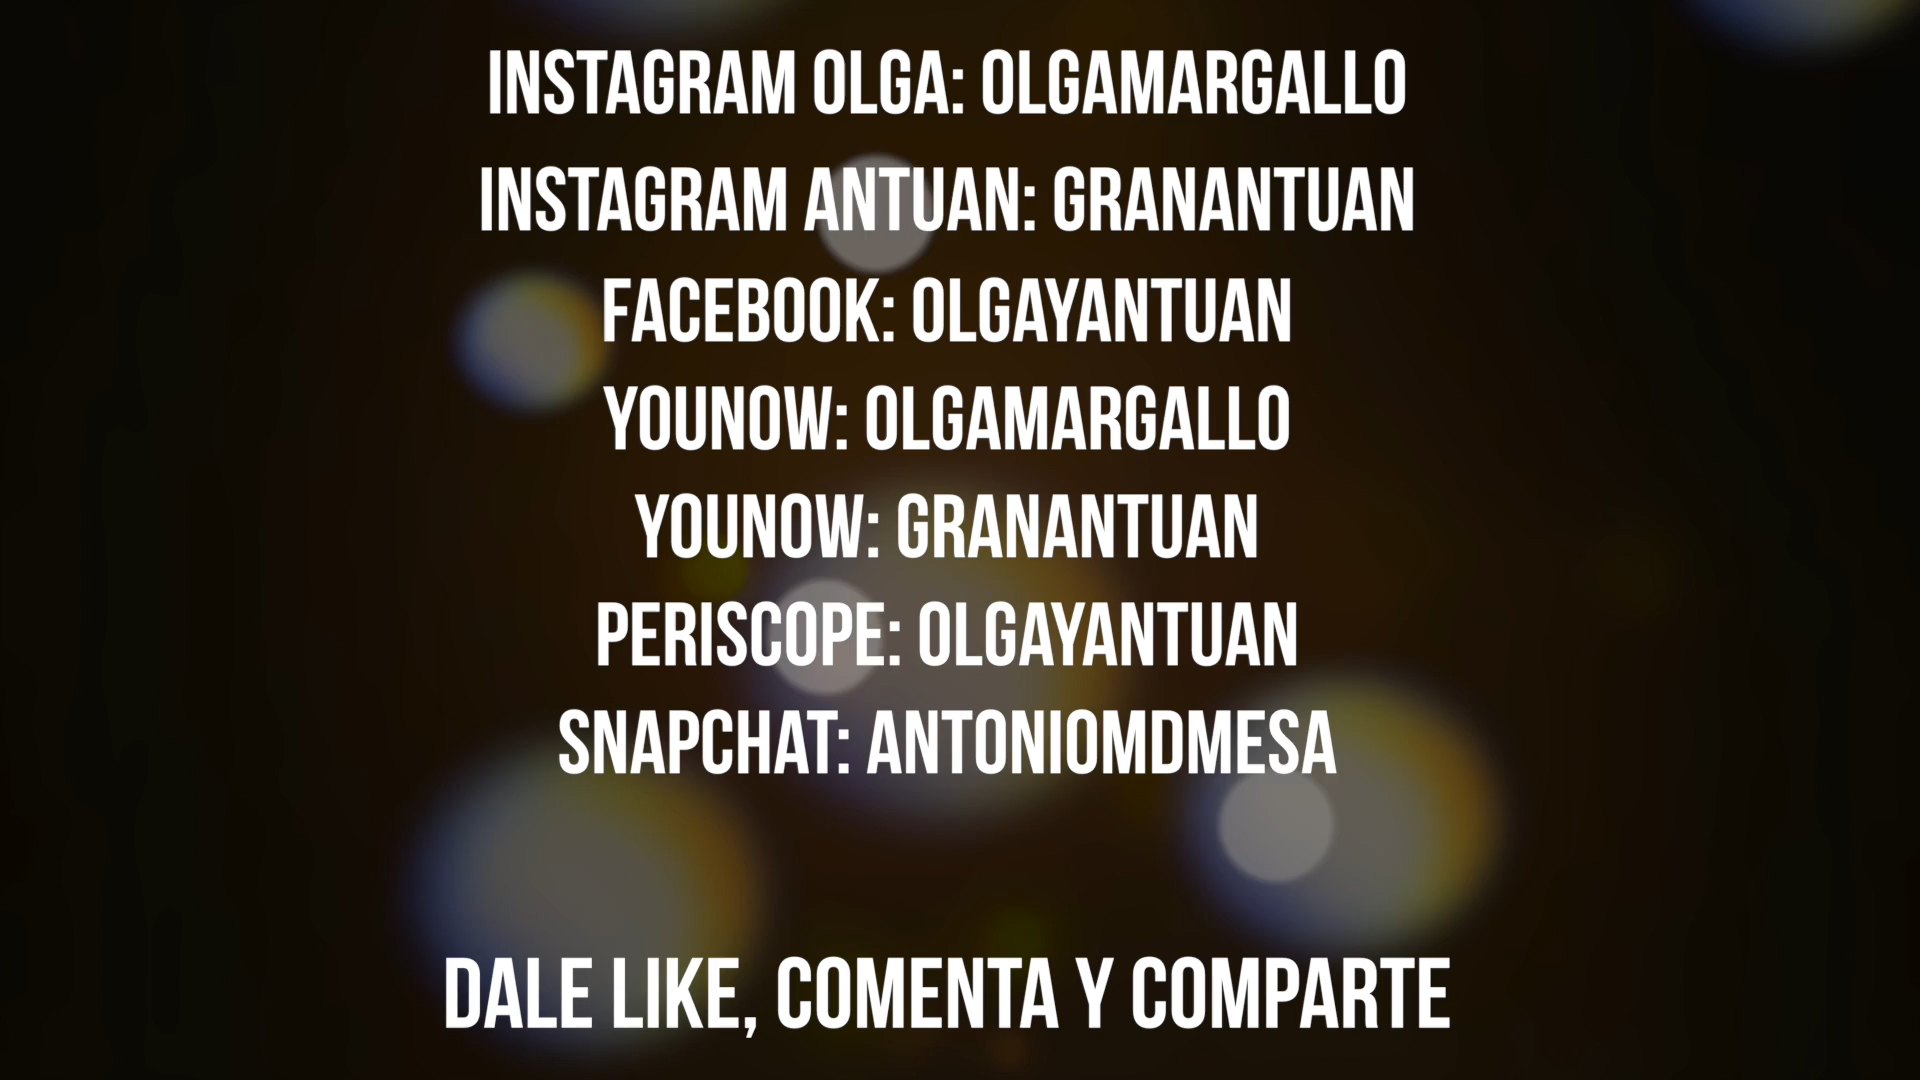 INSTAGRAM OLGA: OLGAMARGALLO
INSTAGRAM ANTUAN: GRANANTUAN
FACEBOOK: OLGAYANTUAN
YOUNOW: OLGAMARGALLO
YOUNOW: GRANANTUAN
PERISCOPE: OLGAYANTUAN
SNAPCHAT: ANTONIOMDMESA
DALE LIKE, COMENTA Y COMPARTE